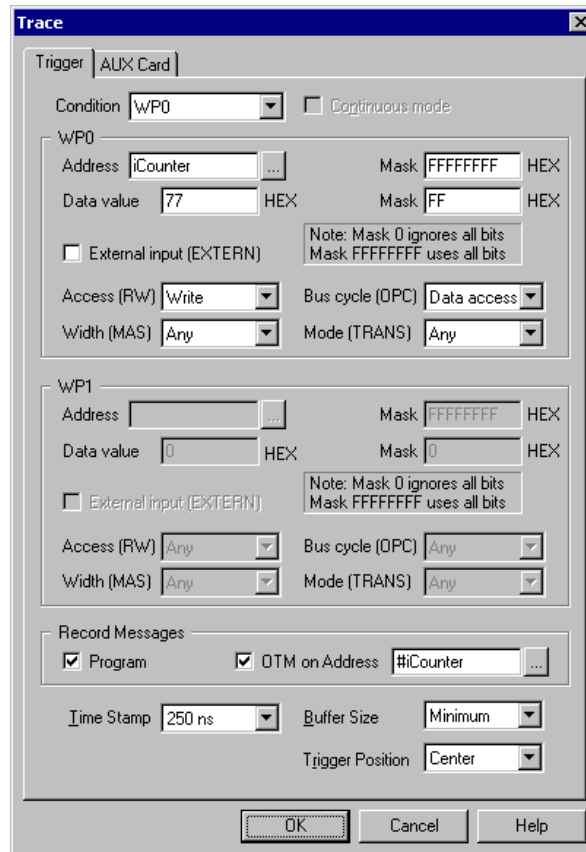 Trace
Trigger AUX Card
Condition WP0 Continuous mode
WP0
Address iCounter ... Mask FFFFFFFF HEX
Data value 77 HEX Mask FF HEX
External input (EXTERN) Note: Mask 0 ignores all bits
Mask FFFFFFFF uses all bits
Access (RW) Write Bus cycle (OPC) Data access
Width (MAS) Any Mode (TRANS) Any
WP1
Address ... Mask FFFFFFFF HEX
Data value 0 HEX Mask 0 HEX
External input (EXTERN) Note: Mask 0 ignores all bits
Mask FFFFFFFF uses all bits
Access (RW) Any Bus cycle (OPC) Any
Width (MAS) Any Mode (TRANS) Any
Record Messages
Program OTM on Address #iCounter ...
Time Stamp 250 ns Buffer Size Minimum
Trigger Position Center
OK Cancel Help